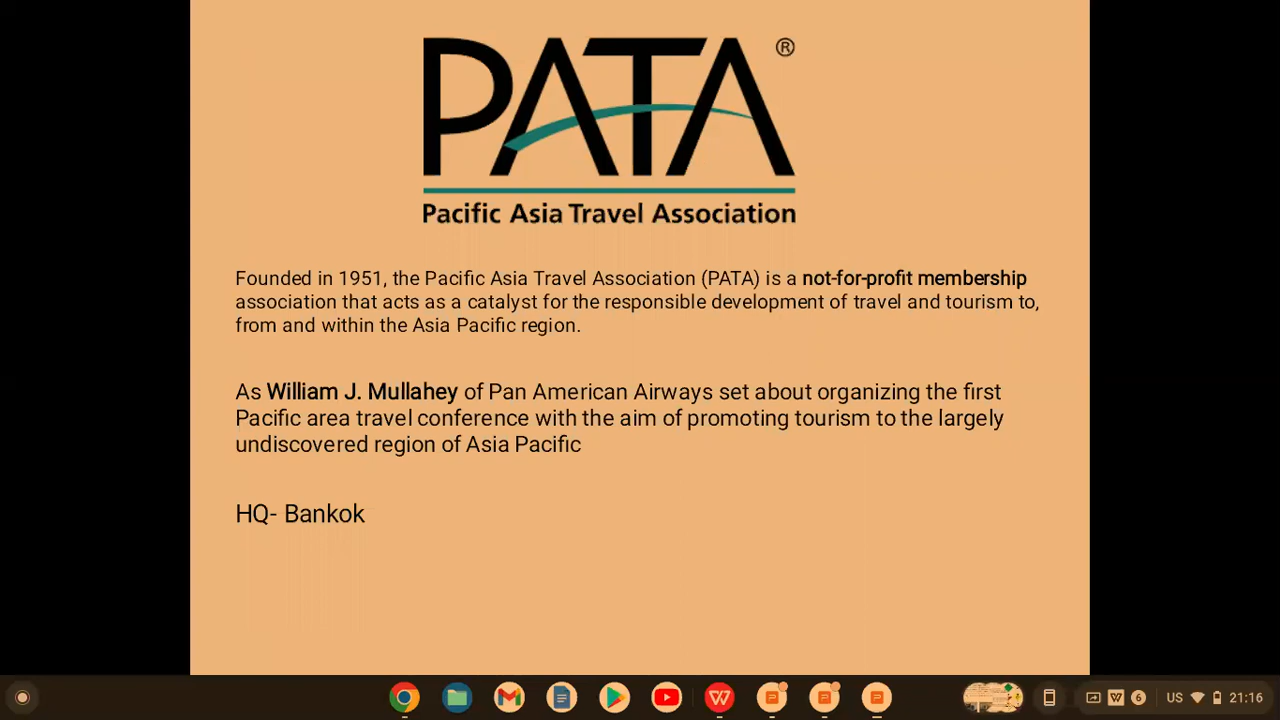 PATA®
Pacific Asia Travel Association
Founded in 1951, the Pacific Asia Travel Association (PATA) is a not-for-profit membership
association that acts as a catalyst for the responsible development of travel and tourism to,
from and within the Asia Pacific region.
As William J. Mullahey of Pan American Airways set about organizing the first
Pacific area travel conference with the aim of promoting tourism to the largely
undiscovered region of Asia Pacific
HQ- Bankok
6 US 21:16